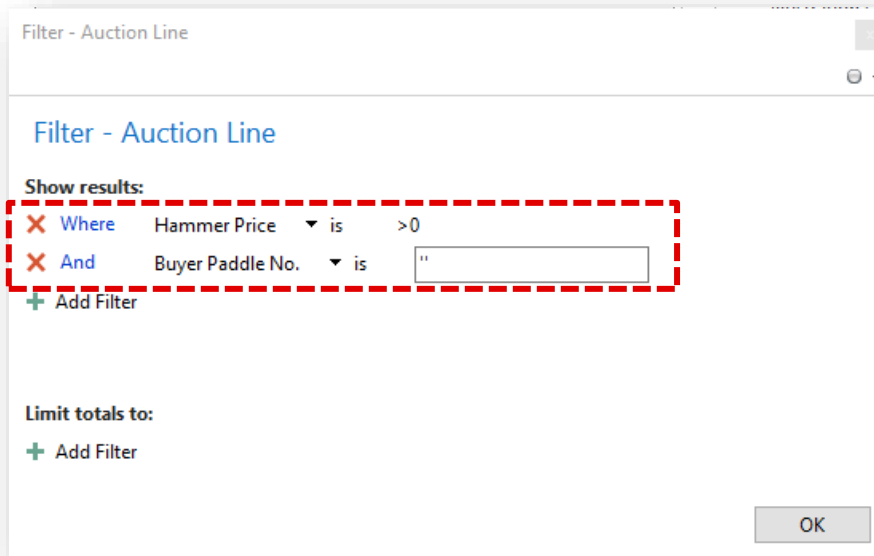 Filter - Auction Line
Filter - Auction Line
Show results:
Where Hammer Price is >0
And Buyer Paddle No. is ''
Add Filter
Limit totals to:
Add Filter
OK